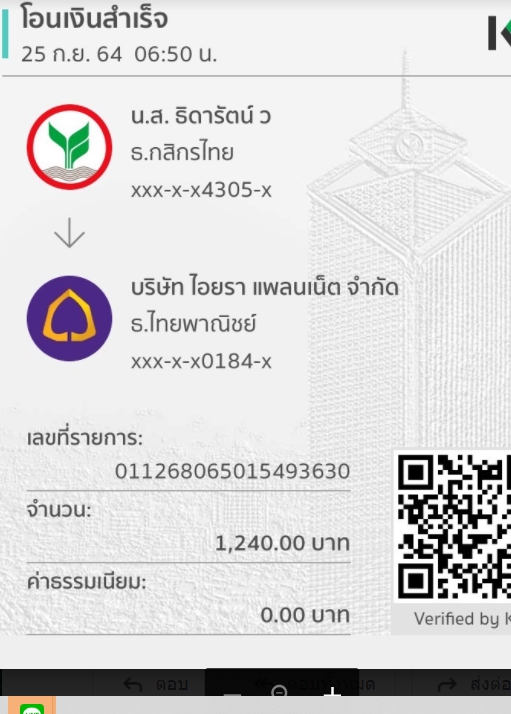 โอนเงินสำเร็จ
25 ก.ย. 64 06:50 น.
น.ส. ธิดารัตน์ ว
ธ.กสิกรไทย
xxx-x-x4305-x
บริษัท ไอยรา แพลนเน็ต จำกัด
ธ.ไทยพาณิชย์
xxx-x-x0184-x
เลขที่รายการ:
011268065015493630
จำนวน:
1,240.00 บาท
ค่าธรรมเนียม:
0.00 บาท
Verified by K
ตอบ
ส่งต่อ